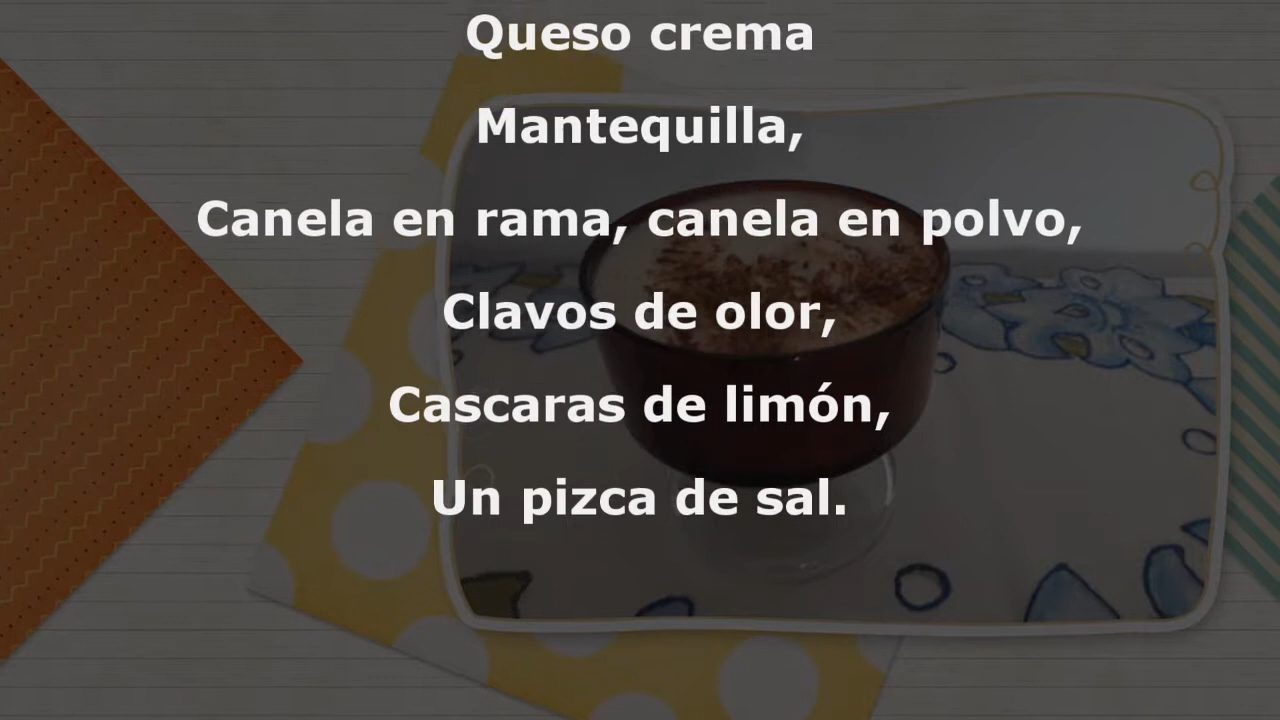 Queso crema
Mantequilla,
Canela en rama, canela en polvo,
Clavos de olor,
Cascaras de limón,
Un pizca de sal.